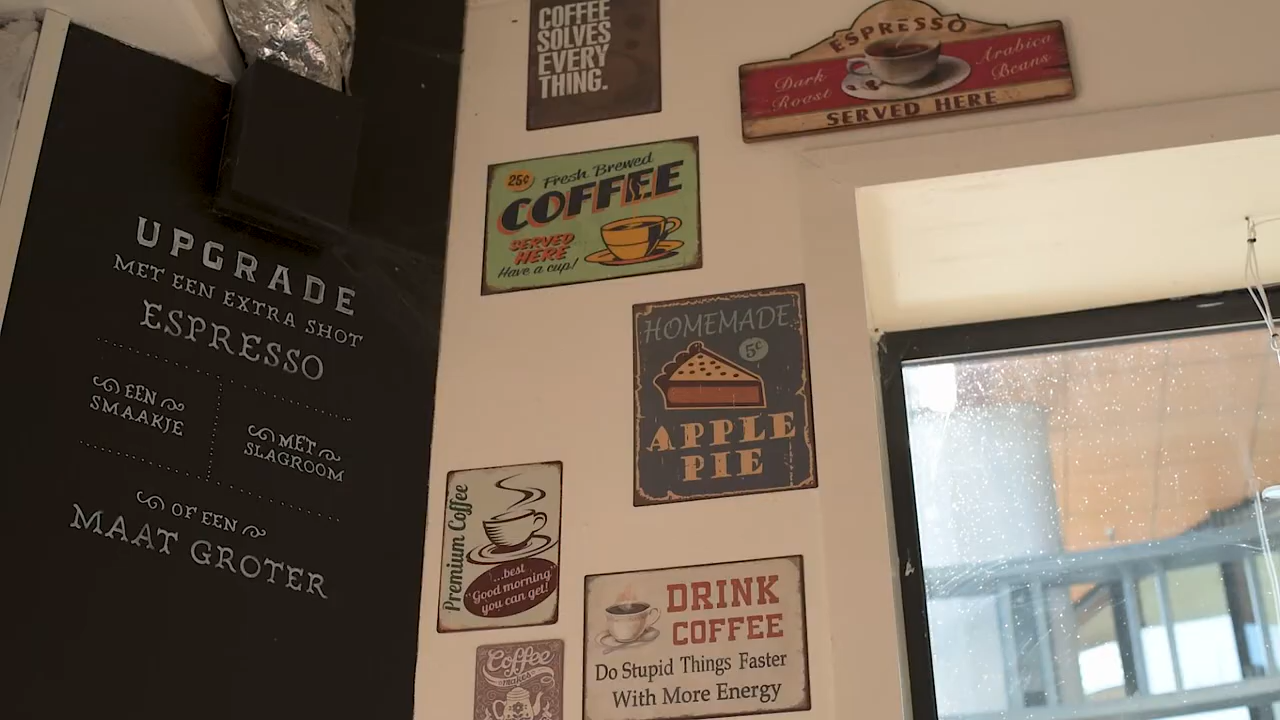 UPGRADE
MET EEN EXTRA SHOT
ESPRESSO
EEN
SMAAKJE
MET
SLAGROOM
OF EEN
MAAT GROTER
COFFEE
SOLVES
EVERY
THING.
ESPRESSO
Dark
Roast
Arabica
Beans
SERVED HERE
25¢
Fresh Brewed
COFFEE
SERVED
HERE
Have a cup!
HOMEMADE
5¢
APPLE
PIE
Premium Coffee
...best
"Good morning"
you can get!
DRINK
COFFEE
Do Stupid Things Faster
With More Energy
Coffee
makes